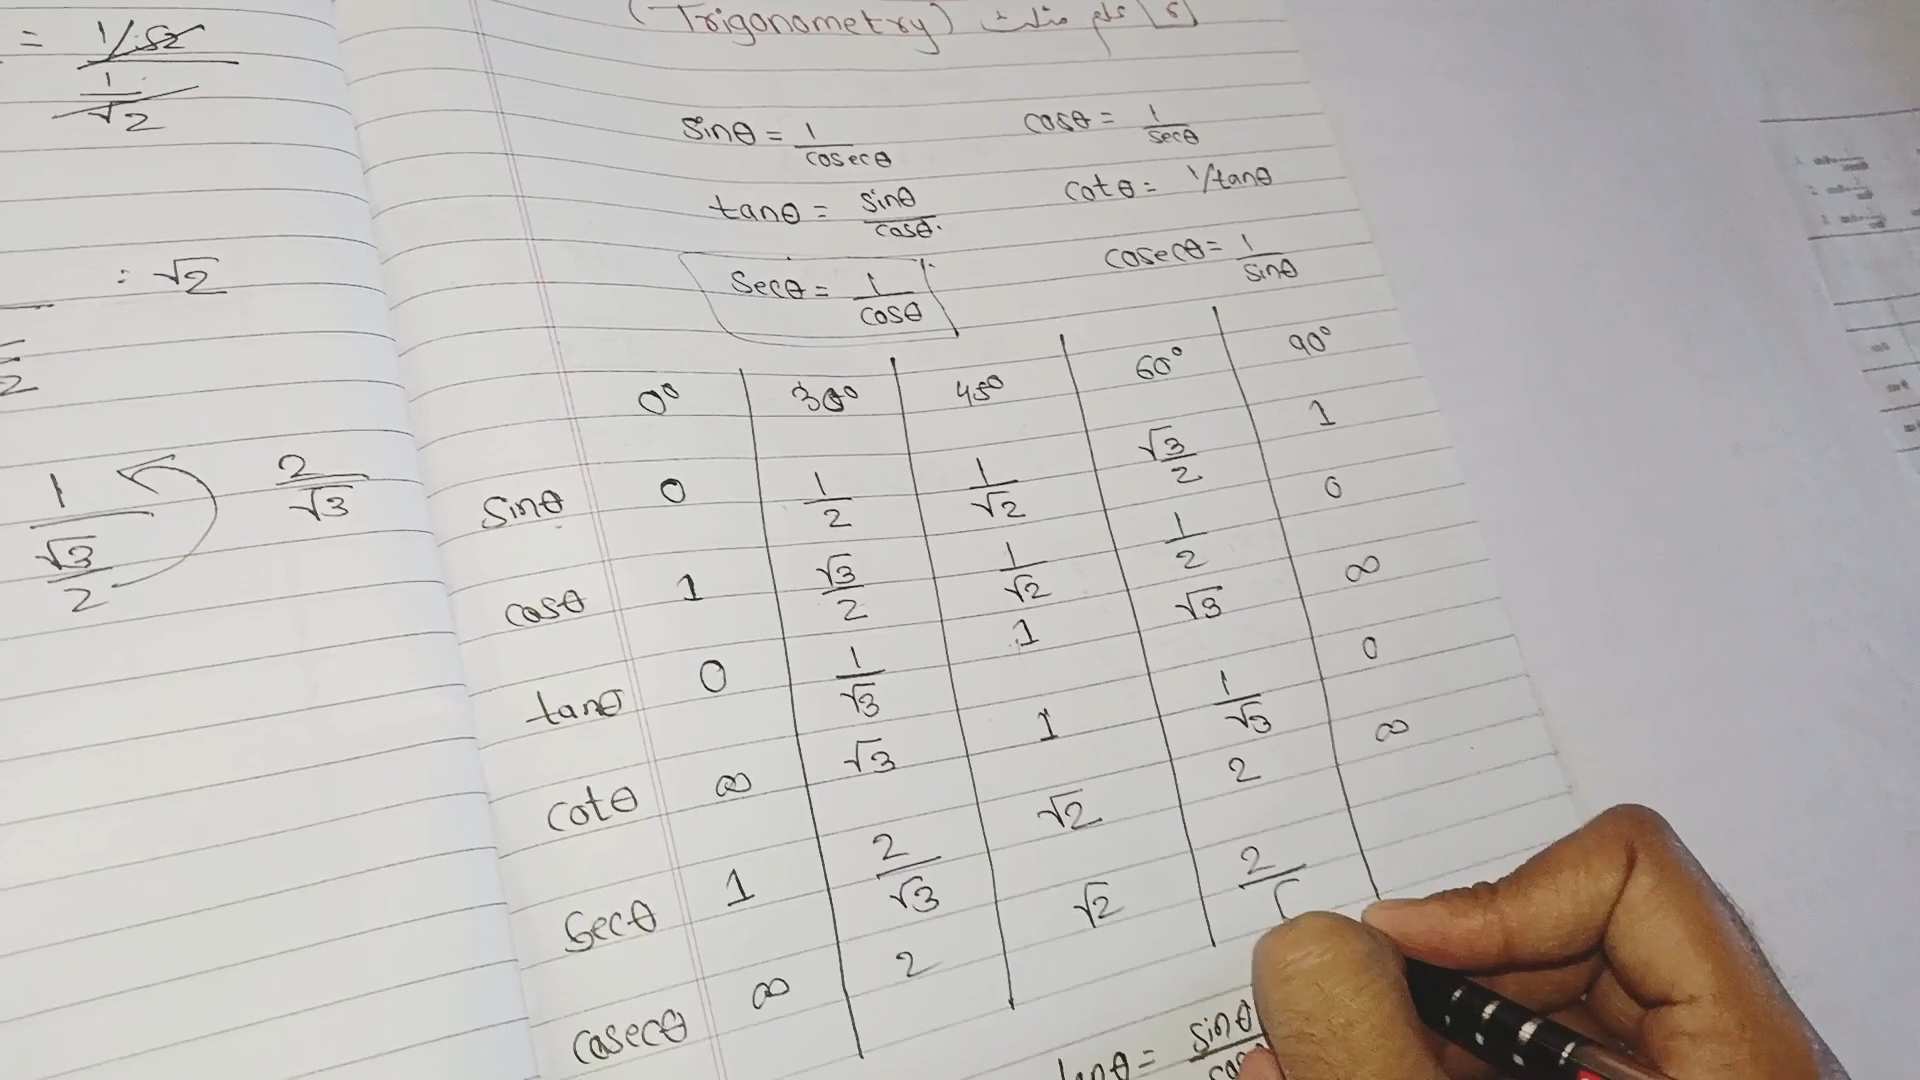 (Trigonometry) علم مثلث [6]
= 1/√2
1/√2
sinθ = 1/cosecθ
cosθ = 1/secθ
tanθ = sinθ/cosθ.
cotθ = 1/tanθ
: √2
secθ = 1/cosθ
cosecθ = 1/sinθ
2
0° 30° 45° 60° 90°
1/(√3/2) 2/√3
sinθ 0 1/2 1/√2 √3/2 1
cosθ 1 √3/2 1/√2 1/2 0
tanθ 0 1/√3 1 √3 ∞
cotθ ∞ √3 1 1/√3 0
secθ 1 2/√3 √2 2 ∞
cosecθ ∞ 2 √2 2/√
tanθ = sinθ/cos